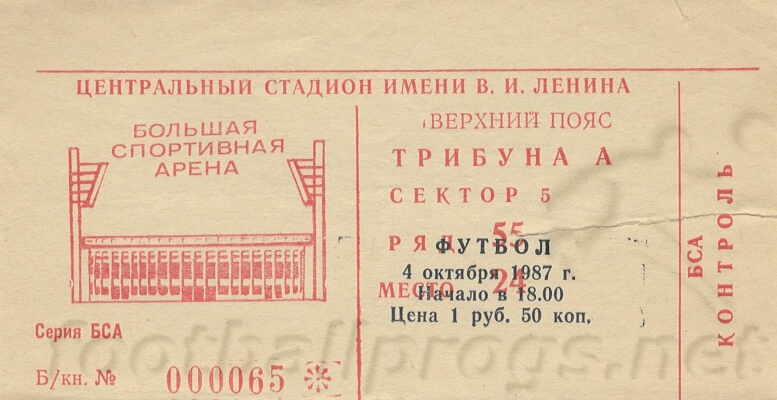 ЦЕНТРАЛЬНЫЙ СТАДИОН ИМЕНИ В. И. ЛЕНИНА
БОЛЬШАЯ
СПОРТИВНАЯ
АРЕНА
Серия БСА
Б/кн. № 000065
ВЕРХНИЙ ПОЯС
ТРИБУНА А
СЕКТОР 5
РЯД 55
ФУТБОЛ
4 октября 1987 г.
МЕСТО 24
Начало в 18.00
Цена 1 руб. 50 коп.
БСА
КОНТРОЛЬ
footballprogz.net